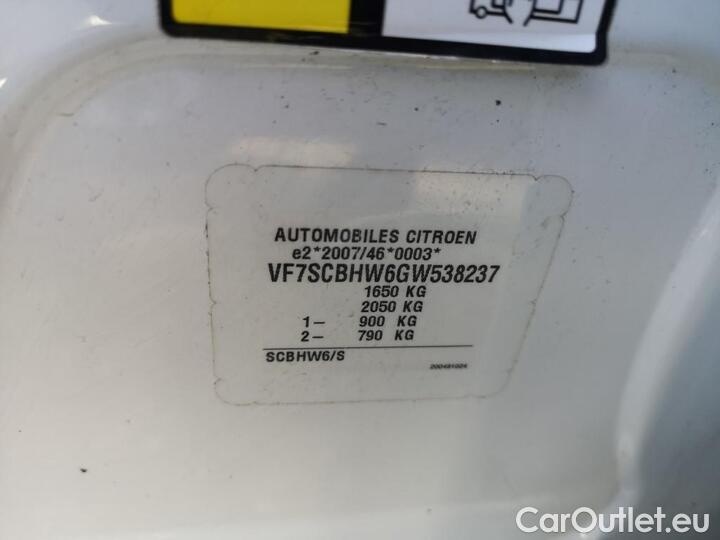 AUTOMOBILES CITROEN
e2*2007/46*0003*
VF7SCBHW6GW538237
1650 KG
2050 KG
1– 900 KG
2– 790 KG
SCBHW6/S
200491024
CarOutlet.eu